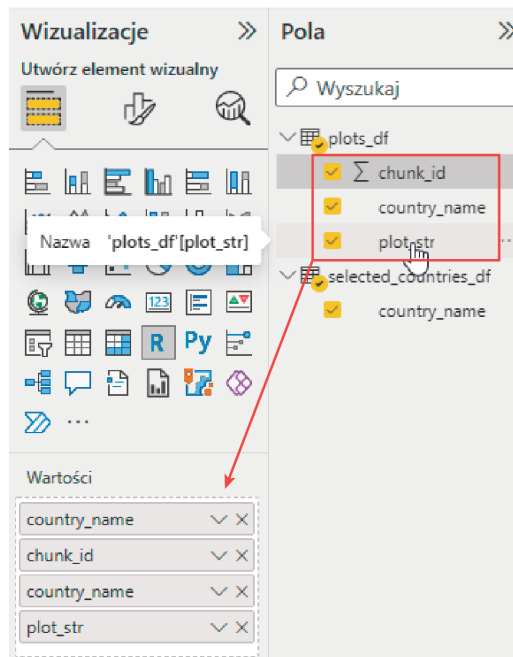 Wizualizacje
Utwórz element wizualny
Nazwa 'plots_df'[plot_str]
123
R Py
Wartości
country_name
chunk_id
country_name
plot_str
Pola
Wyszukaj
plots_df
∑ chunk_id
country_name
plot_str
selected_countries_df
country_name